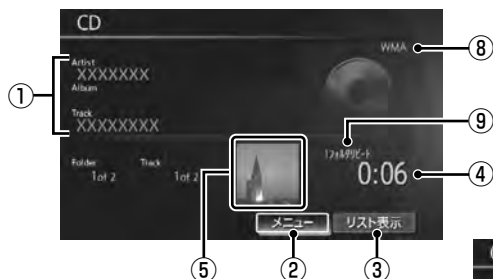 CD
WMA
⑧
①
Artist
XXXXXXX
Album
Track
XXXXXXXX
⑨
1フォルダリピート
Folder
1of 2
Track
1of 2
0:06
④
メニュー
リスト表示
⑤
②
③